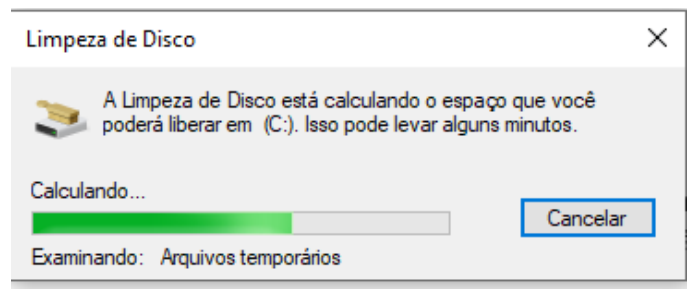 Limpeza de Disco
A Limpeza de Disco está calculando o espaço que você
poderá liberar em  (C:). Isso pode levar alguns minutos.
Calculando...
Cancelar
Examinando:   Arquivos temporários